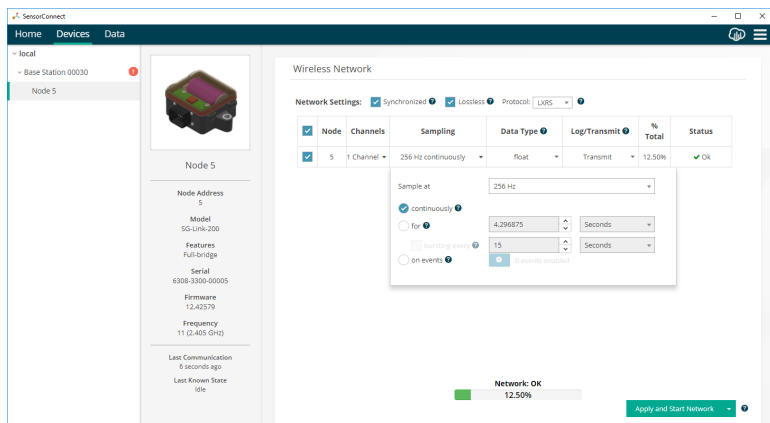 SensorConnect
Home Devices Data
local
Base Station 00030 1
Node 5
Node 5
Node Address
5
Model
SG-Link-200
Features
Full-bridge
Serial
6308-3300-00005
Firmware
12.42579
Frequency
11 (2.405 GHz)
Last Communication
6 seconds ago
Last Known State
Idle
Wireless Network
Network Settings: Synchronized ? Lossless ? Protocol: LXRS ?
Node Channels Sampling Data Type ? Log/Transmit ? % Total Status
5 1 Channel 256 Hz continuously float Transmit 12.50% Ok
Sample at 256 Hz
continuously ?
for ? 4.296875 Seconds
bursting every ? 15 Seconds
on events ? 0 events enabled
Network: OK
12.50%
Apply and Start Network ?